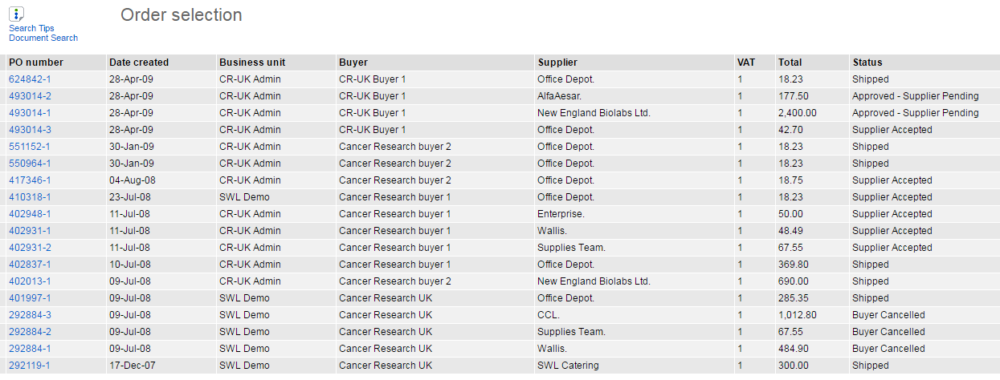 Order selection
Search Tips
Document Search
PO number Date created Business unit Buyer Supplier VAT Total Status
624842-1 28-Apr-09 CR-UK Admin CR-UK Buyer 1 Office Depot. 1 18.23 Shipped
493014-2 28-Apr-09 CR-UK Admin CR-UK Buyer 1 AlfaAesar. 1 177.50 Approved - Supplier Pending
493014-1 28-Apr-09 CR-UK Admin CR-UK Buyer 1 New England Biolabs Ltd. 1 2,400.00 Approved - Supplier Pending
493014-3 28-Apr-09 CR-UK Admin CR-UK Buyer 1 Office Depot. 1 42.70 Supplier Accepted
551152-1 30-Jan-09 CR-UK Admin Cancer Research buyer 2 Office Depot. 1 18.23 Shipped
550964-1 30-Jan-09 CR-UK Admin Cancer Research buyer 2 Office Depot. 1 18.23 Shipped
417346-1 04-Aug-08 CR-UK Admin Cancer Research buyer 2 Office Depot. 1 18.75 Supplier Accepted
410318-1 23-Jul-08 SWL Demo Cancer Research buyer 1 Office Depot. 1 18.23 Supplier Accepted
402948-1 11-Jul-08 CR-UK Admin Cancer Research buyer 1 Enterprise. 1 50.00 Supplier Accepted
402931-1 11-Jul-08 CR-UK Admin Cancer Research buyer 1 Wallis. 1 48.49 Supplier Accepted
402931-2 11-Jul-08 CR-UK Admin Cancer Research buyer 1 Supplies Team. 1 67.55 Supplier Accepted
402837-1 10-Jul-08 CR-UK Admin Cancer Research buyer 1 Office Depot. 1 369.80 Shipped
402013-1 09-Jul-08 CR-UK Admin Cancer Research buyer 2 New England Biolabs Ltd. 1 690.00 Shipped
401997-1 09-Jul-08 SWL Demo Cancer Research UK Office Depot. 1 285.35 Shipped
292884-3 09-Jul-08 SWL Demo Cancer Research UK CCL. 1 1,012.80 Buyer Cancelled
292884-2 09-Jul-08 SWL Demo Cancer Research UK Supplies Team. 1 67.55 Buyer Cancelled
292884-1 09-Jul-08 SWL Demo Cancer Research UK Wallis. 1 484.90 Buyer Cancelled
292119-1 17-Dec-07 SWL Demo Cancer Research UK SWL Catering 1 300.00 Shipped